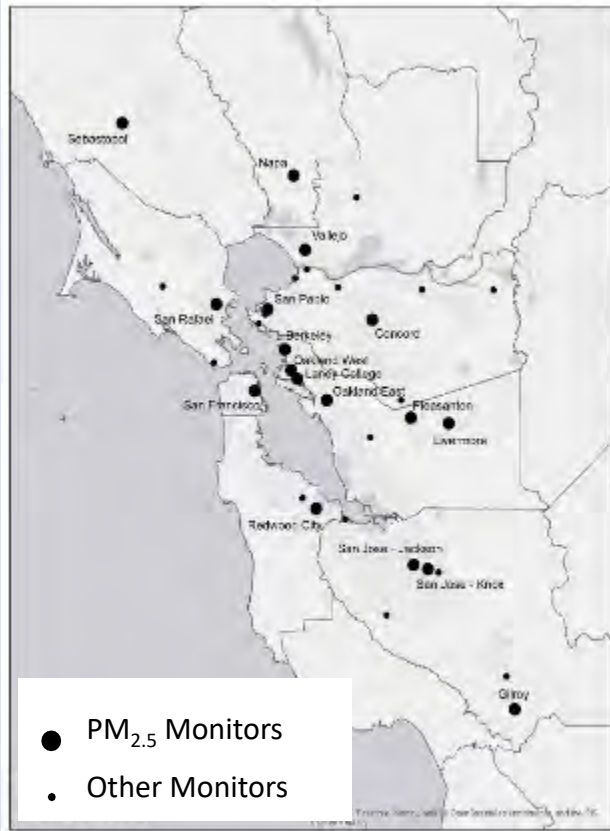 Sebastopol
Napa
Vallejo
San Pablo
San Rafael
Concord
Berkeley
Oakland West
Laney College
San Francisco
Oakland East
Pleasanton
Livermore
Redwood City
San Jose - Jackson
San Jose - Knox
Gilroy
PM2.5 Monitors
Other Monitors